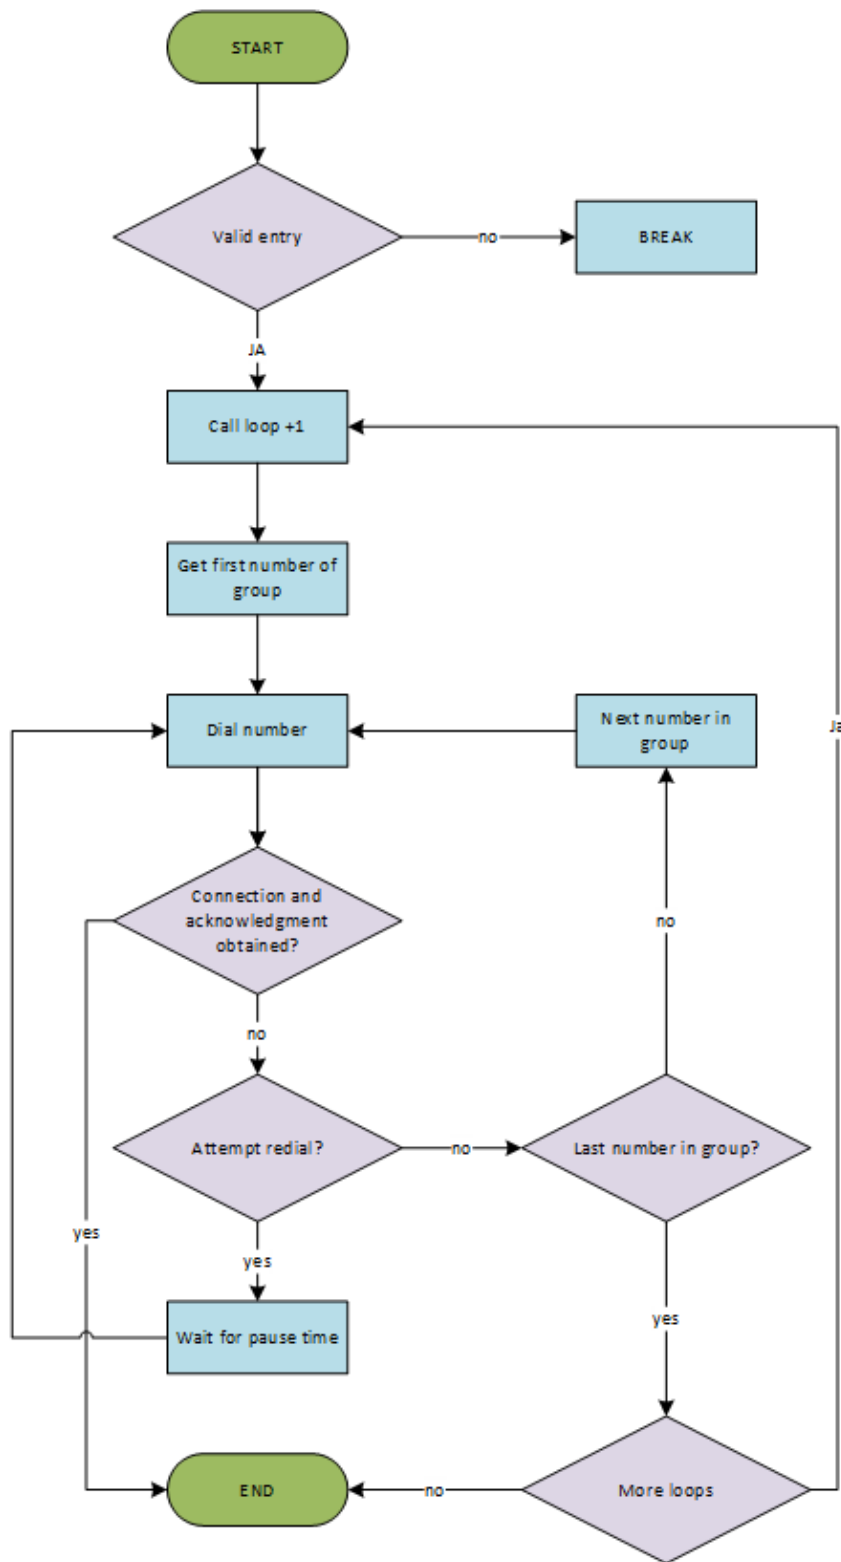 START
Valid entry
no
BREAK
JA
Call loop +1
Get first number of
group
Dial number
Next number in
group
Ja
Connection and
acknowledgment
obtained?
no
no
Attempt redial?
no
Last number in group?
yes
yes
Wait for pause time
yes
END
no
More loops